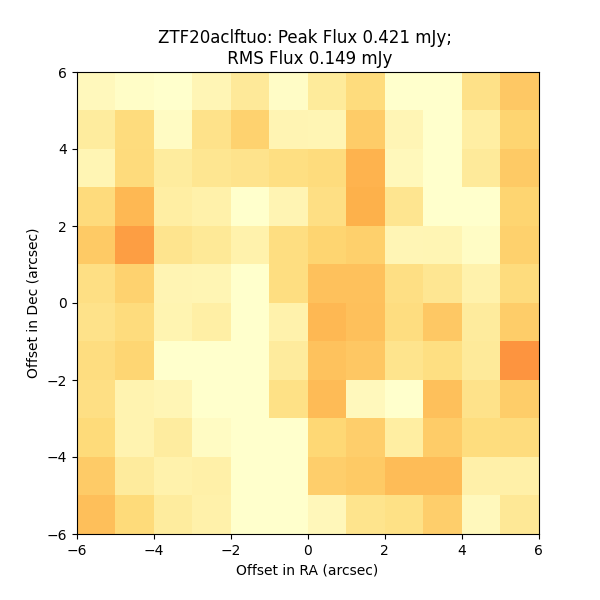 ZTF20aclftuo: Peak Flux 0.421 mJy;
RMS Flux 0.149 mJy
6
4
2
0
−2
−4
−6
Offset in Dec (arcsec)
−6 −4 −2 0 2 4 6
Offset in RA (arcsec)